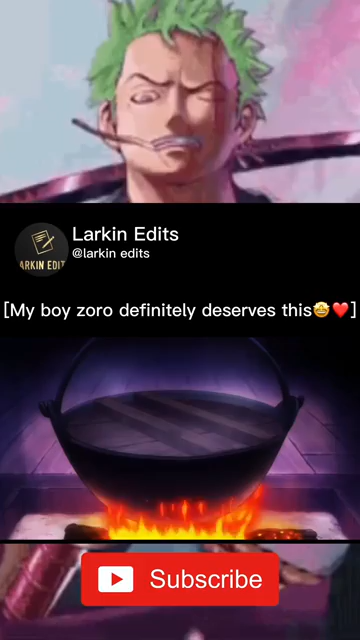 Larkin Edits
@larkin edits
ARKIN EDIT
[My boy zoro definitely deserves this🤩❤️]
Subscribe